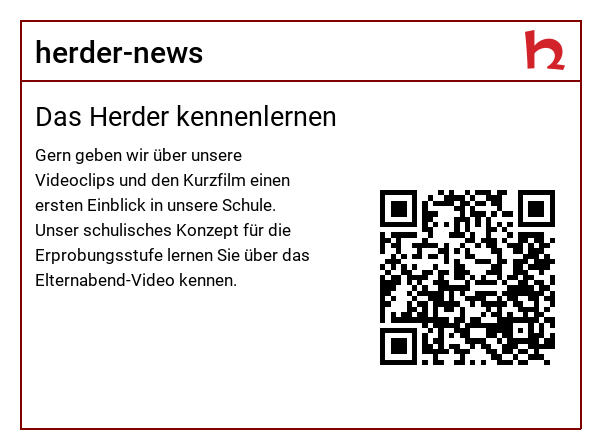 herder-news
h
Das Herder kennenlernen
Gern geben wir über unsere
Videoclips und den Kurzfilm einen
ersten Einblick in unsere Schule.
Unser schulisches Konzept für die
Erprobungsstufe lernen Sie über das
Elternabend-Video kennen.